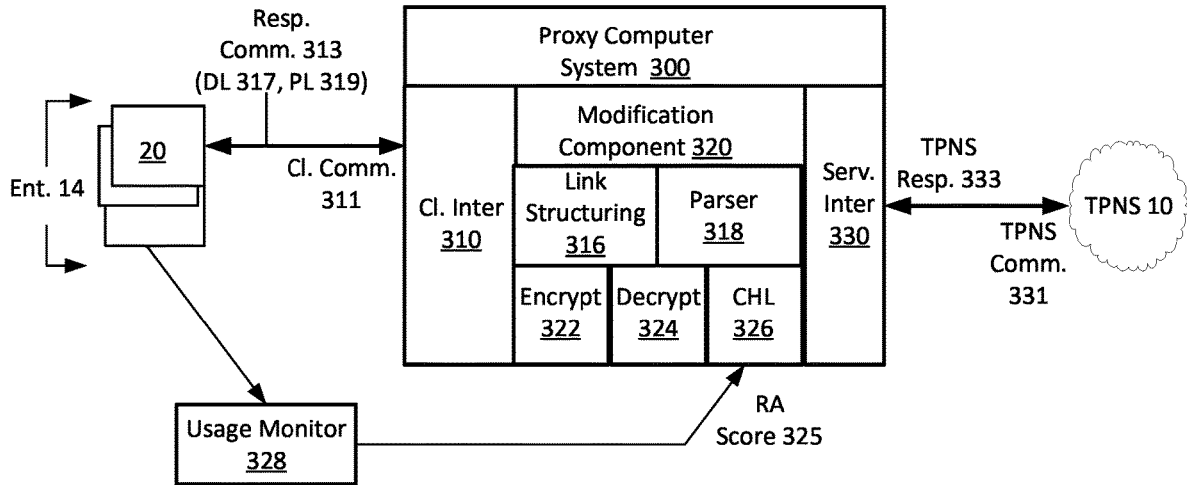 Resp.
Comm. 313
(DL 317, PL 319)
Proxy Computer
System 300
20
Ent. 14
Cl. Comm.
311
Cl. Inter
310
Modification
Component 320
Link
Structuring
316
Parser
318
Encrypt
322
Decrypt
324
CHL
326
Serv.
Inter
330
TPNS
Resp. 333
TPNS 10
TPNS
Comm.
331
Usage Monitor
328
RA
Score 325